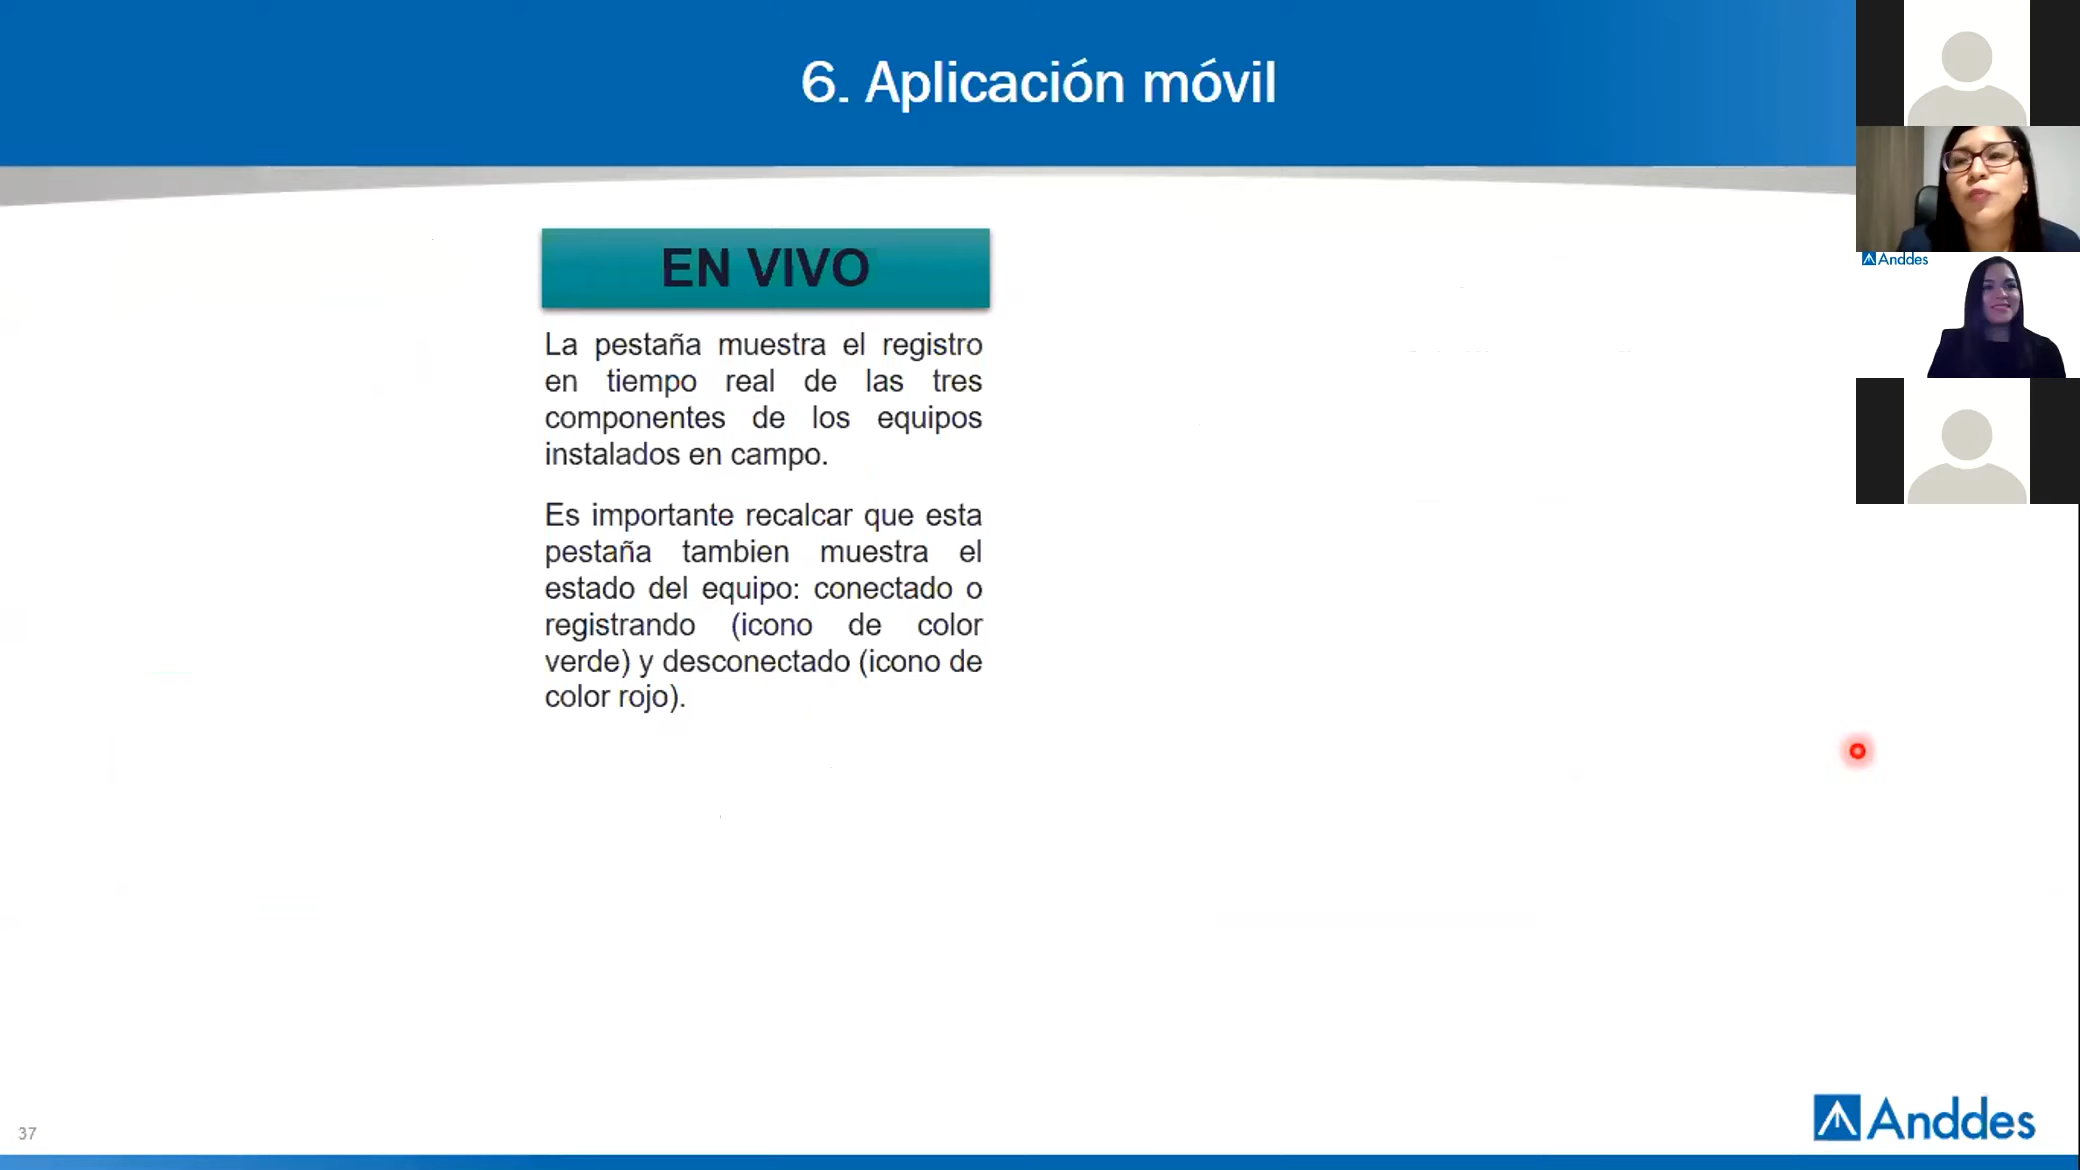 6. Aplicación móvil
Anddes
EN VIVO
La pestaña muestra el registro
en tiempo real de las tres
componentes de los equipos
instalados en campo.
Es importante recalcar que esta
pestaña tambien muestra el
estado del equipo: conectado o
registrando (icono de color
verde) y desconectado (icono de
color rojo).
37
Anddes